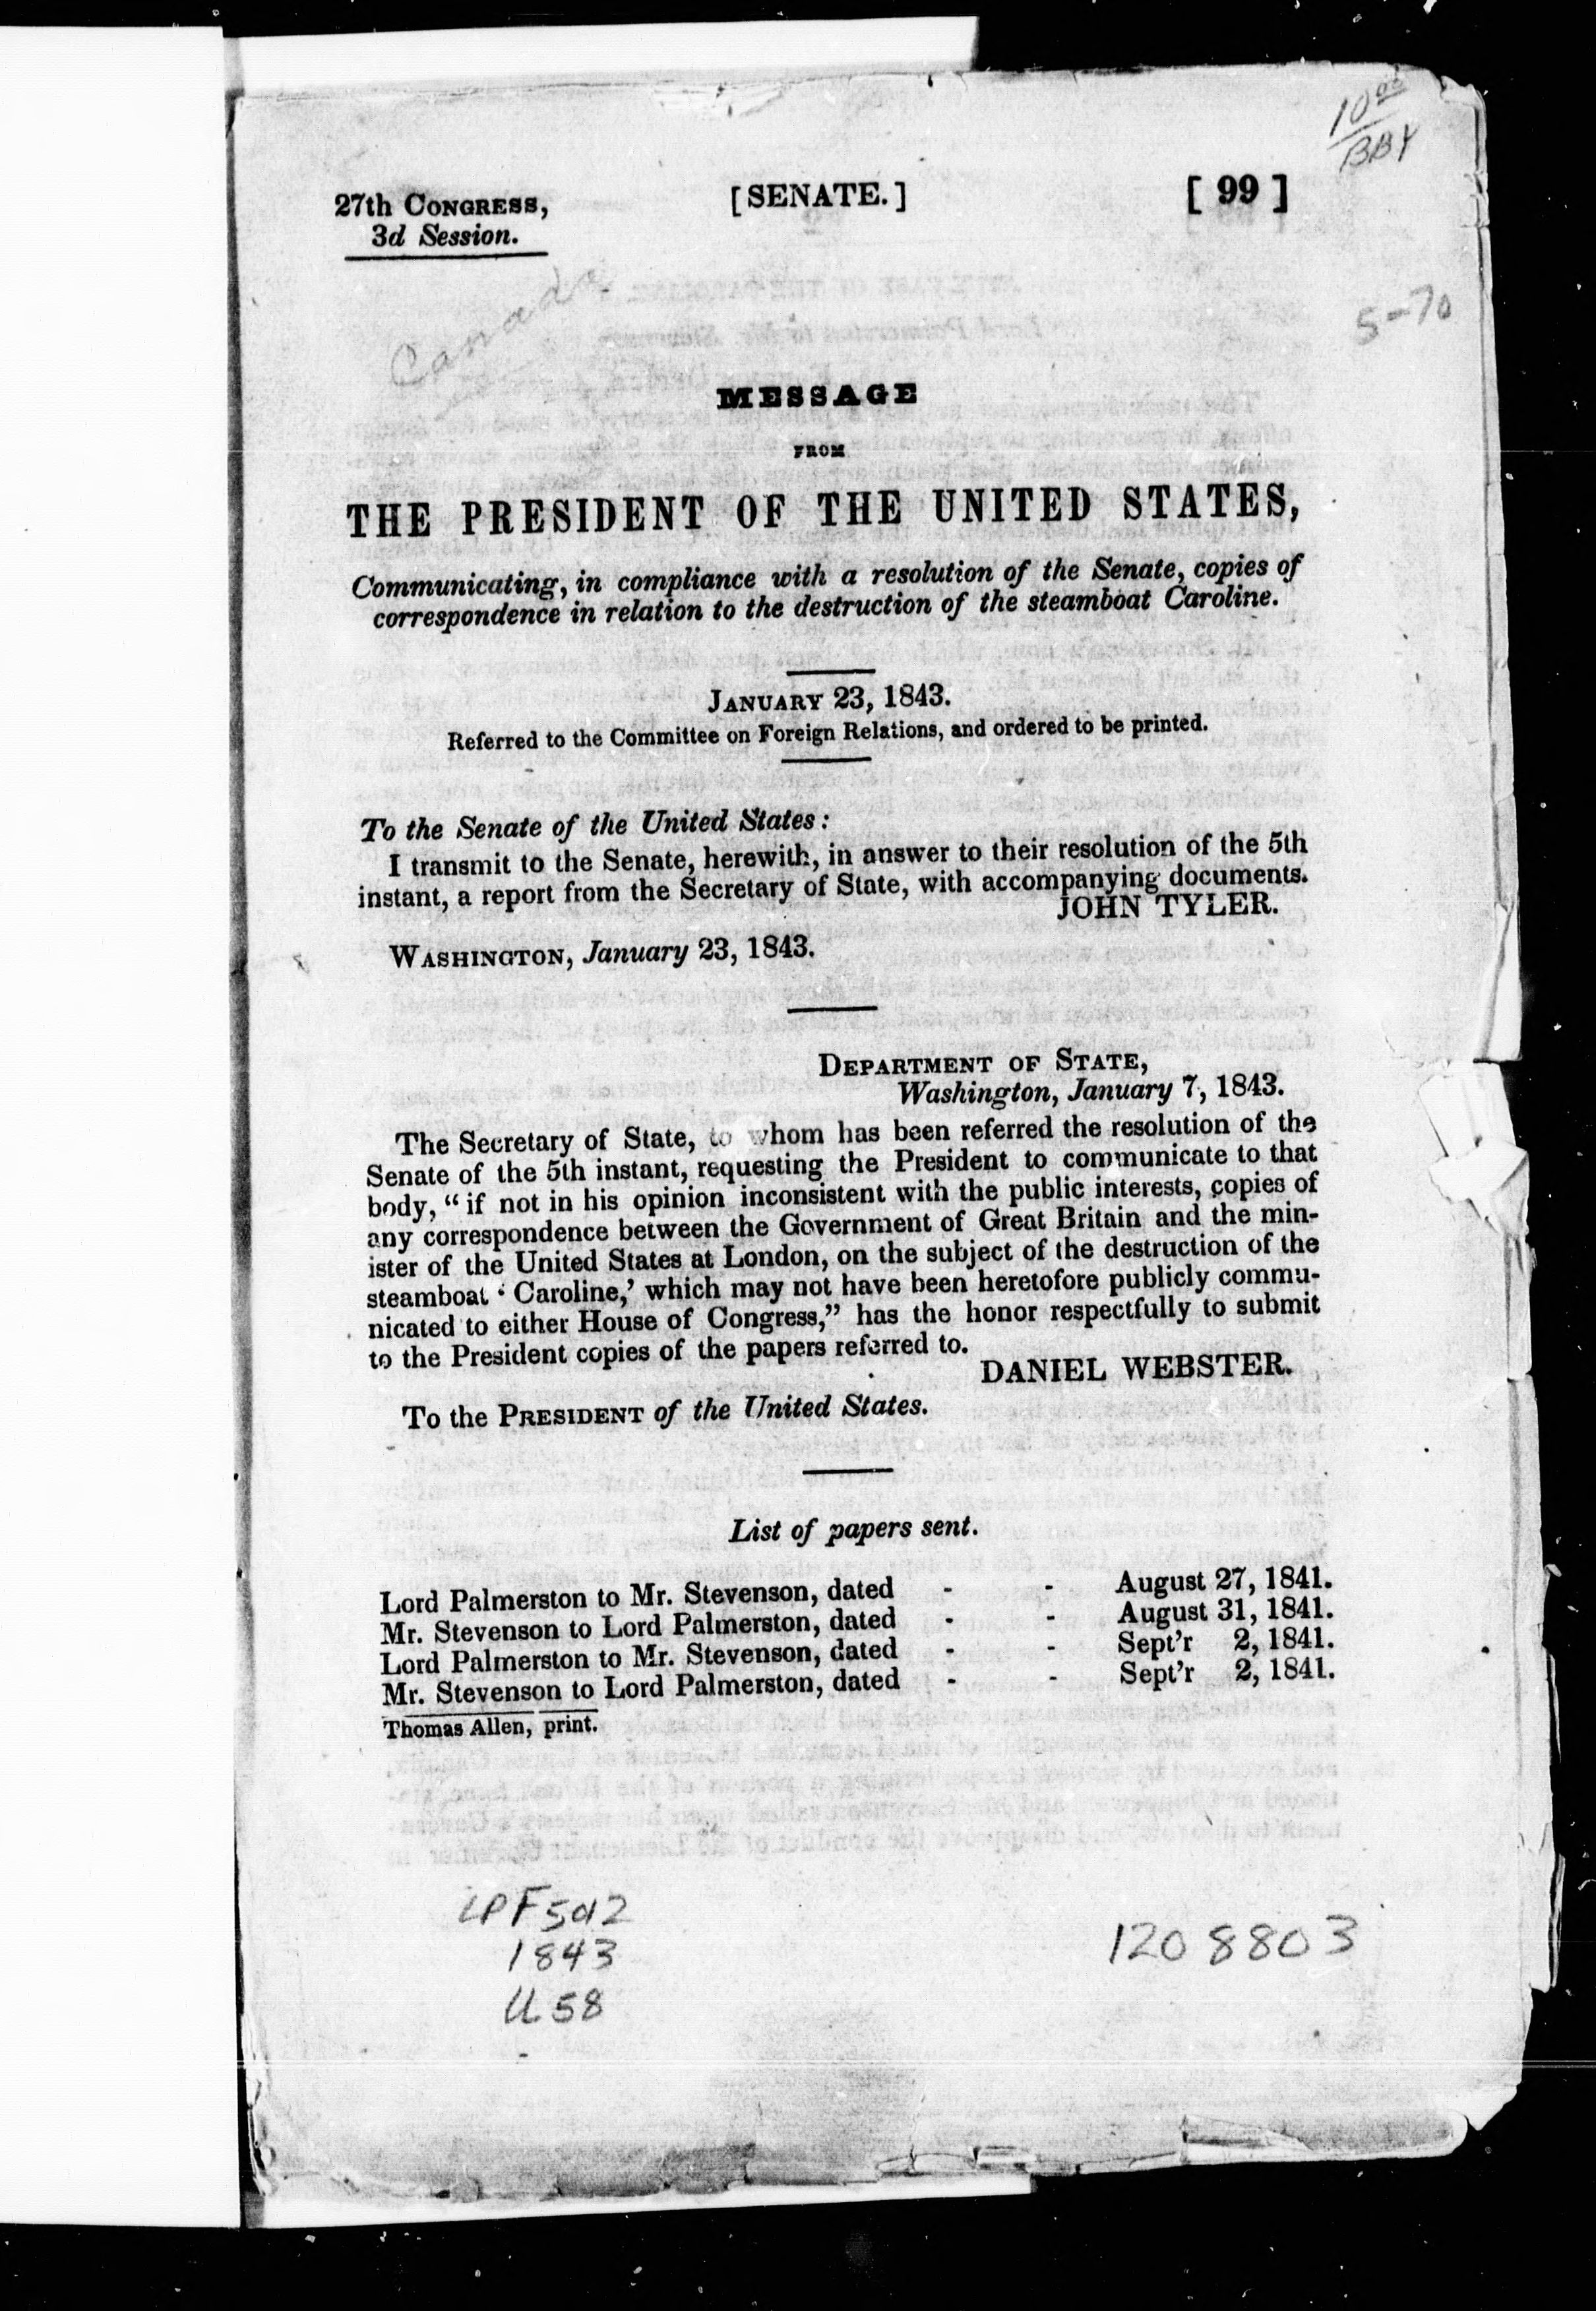 10 00
BBY
27th CONGRESS, [SENATE.] [ 99 ]
3d Session.
Canada
5-70
MESSAGE
FROM
THE PRESIDENT OF THE UNITED STATES,
Communicating, in compliance with a resolution of the Senate, copies of
correspondence in relation to the destruction of the steamboat Caroline.
JANUARY 23, 1843.
Referred to the Committee on Foreign Relations, and ordered to be printed.
To the Senate of the United States:
I transmit to the Senate, herewith, in answer to their resolution of the 5th
instant, a report from the Secretary of State, with accompanying documents.
JOHN TYLER.
WASHINGTON, January 23, 1843.
DEPARTMENT OF STATE,
Washington, January 7, 1843.
The Secretary of State, to whom has been referred the resolution of the
Senate of the 5th instant, requesting the President to communicate to that
body, "if not in his opinion inconsistent with the public interests, copies of
any correspondence between the Government of Great Britain and the min-
ister of the United States at London, on the subject of the destruction of the
steamboat 'Caroline,' which may not have been heretofore publicly commu-
nicated to either House of Congress," has the honor respectfully to submit
to the President copies of the papers referred to.
DANIEL WEBSTER.
To the PRESIDENT of the United States.
List of papers sent.
Lord Palmerston to Mr. Stevenson, dated - - August 27, 1841.
Mr. Stevenson to Lord Palmerston, dated - - August 31, 1841.
Lord Palmerston to Mr. Stevenson, dated - - Sept'r 2, 1841.
Mr. Stevenson to Lord Palmerston, dated - - Sept'r 2, 1841.
Thomas Allen, print.
LPF5012
1843
U58
1208803